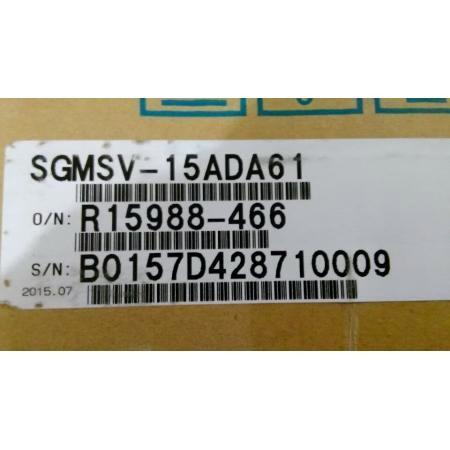 SGMSV-15ADA61
O/N: R15988-466
S/N: B0157D428710009
2015.07